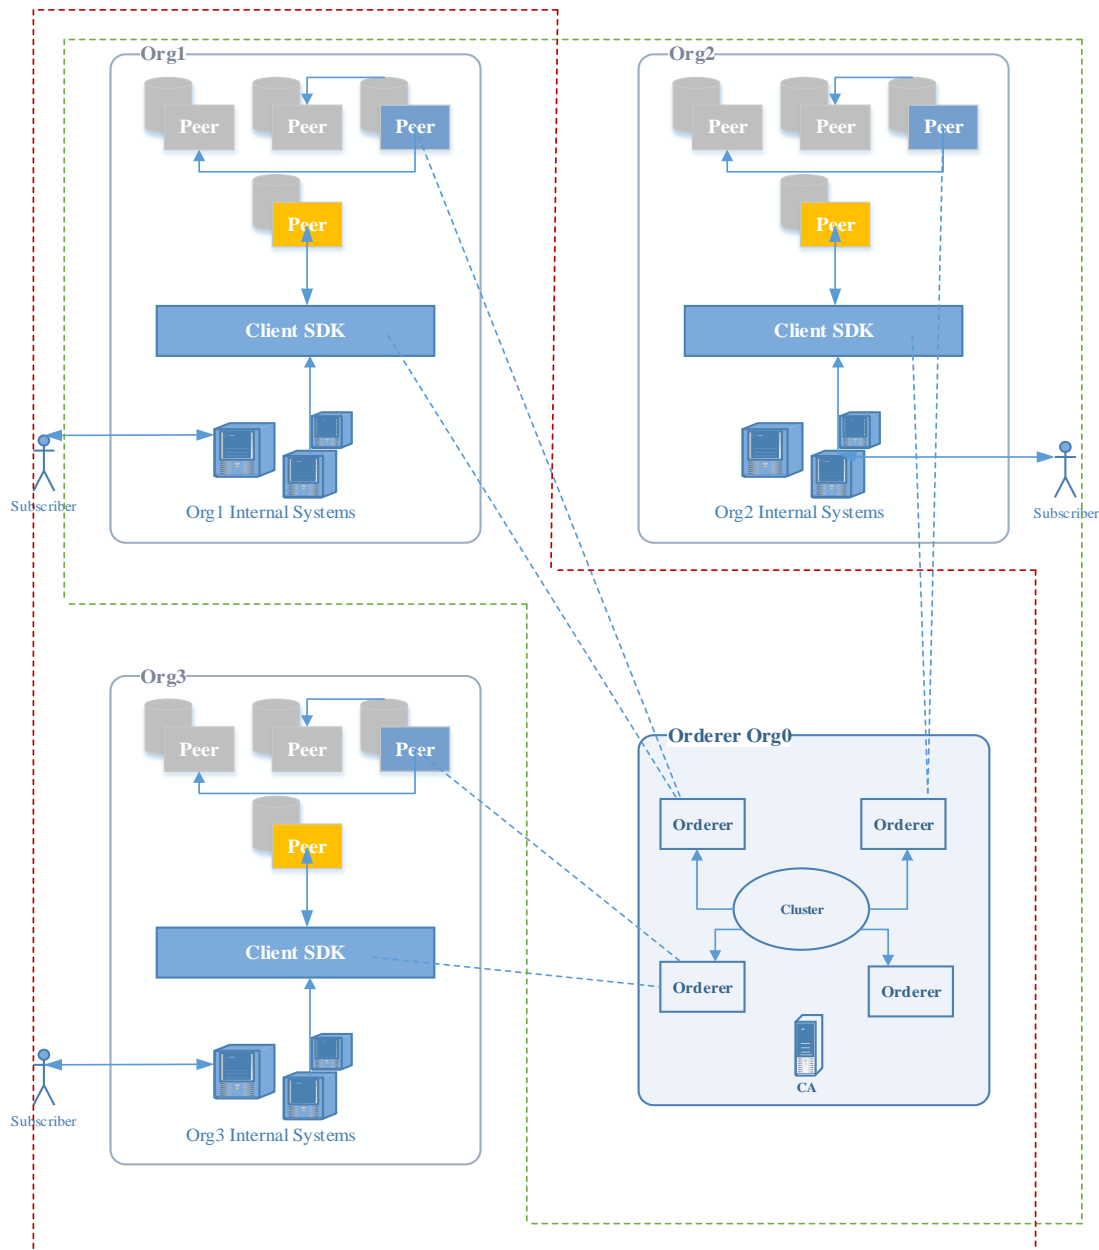 Org1
Org2
Peer
Peer
Peer
Peer
Peer
Peer
Peer
Peer
Client SDK
Client SDK
Subscriber
Org1 Internal Systems
Org2 Internal Systems
Subscriber
Org3
Peer
Peer
Peer
Peer
Client SDK
Subscriber
Org3 Internal Systems
Orderer Org0
Orderer
Orderer
Cluster
Orderer
Orderer
CA